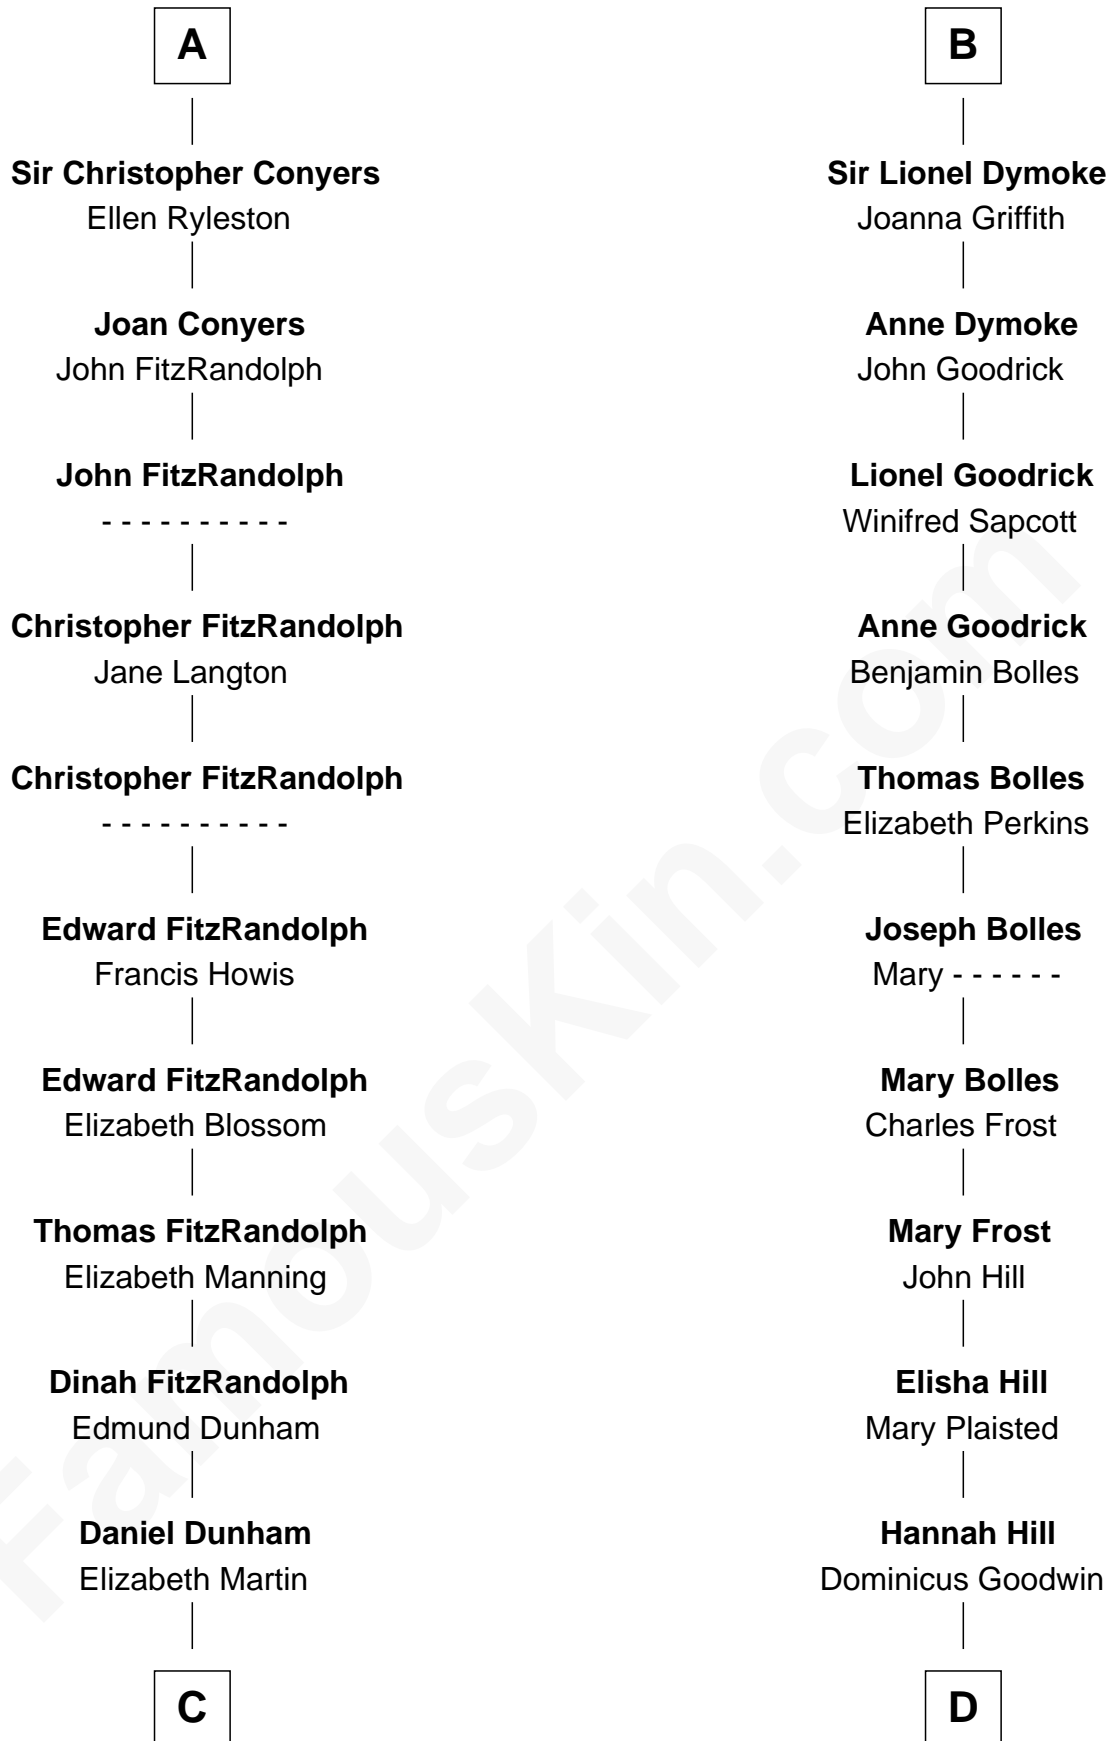 A
Sir Christopher Conyers
Ellen Ryleston
Joan Conyers
John FitzRandolph
John FitzRandolph
- - - - - - - - - -
Christopher FitzRandolph
Jane Langton
Christopher FitzRandolph
- - - - - - - - - -
Edward FitzRandolph
Francis Howis
Edward FitzRandolph
Elizabeth Blossom
Thomas FitzRandolph
Elizabeth Manning
Dinah FitzRandolph
Edmund Dunham
Daniel Dunham
Elizabeth Martin
C
B
Sir Lionel Dymoke
Joanna Griffith
Anne Dymoke
John Goodrick
Lionel Goodrick
Winifred Sapcott
Anne Goodrick
Benjamin Bolles
Thomas Bolles
Elizabeth Perkins
Joseph Bolles
Mary - - - - - -
Mary Bolles
Charles Frost
Mary Frost
John Hill
Elisha Hill
Mary Plaisted
Hannah Hill
Dominicus Goodwin
D
FamousKin.com